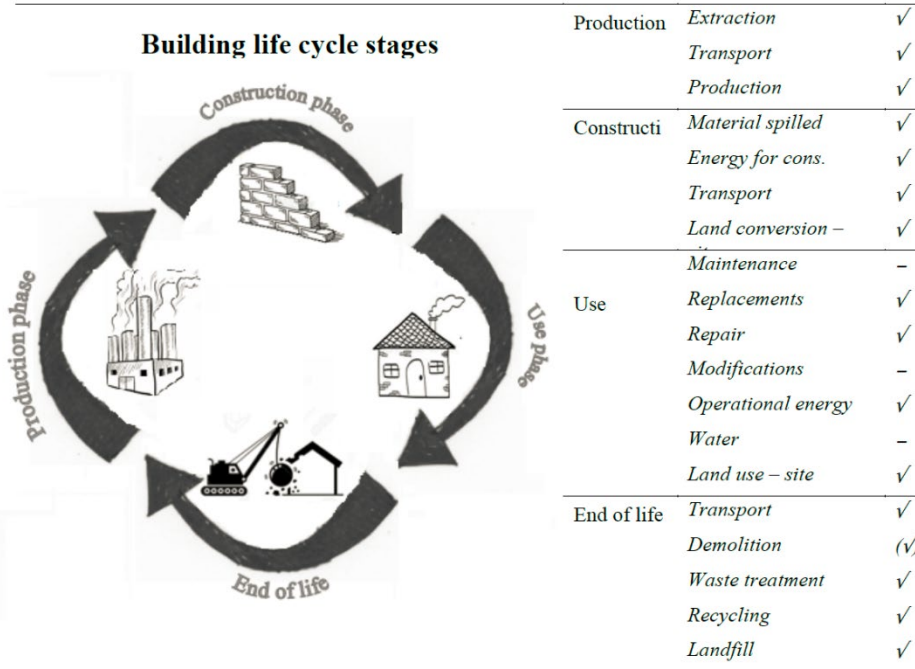 Building life cycle stages
Construction phase
Use phase
End of life
Production phase
Production Extraction √
Transport √
Production √
Constructi Material spilled √
Energy for cons. √
Transport √
Land conversion – √
Maintenance –
Use Replacements √
Repair √
Modifications –
Operational energy √
Water –
Land use – site √
End of life Transport √
Demolition (√)
Waste treatment √
Recycling √
Landfill √